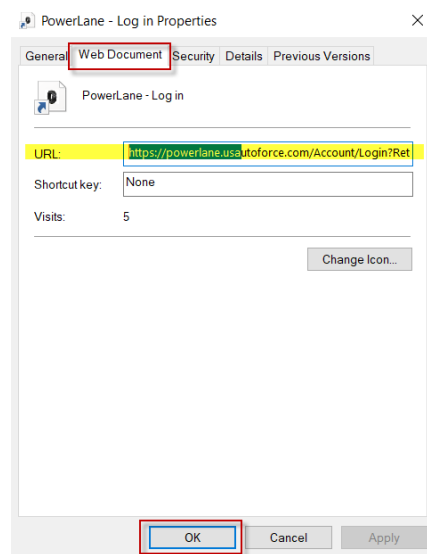 PowerLane - Log in Properties
General Web Document Security Details Previous Versions
PowerLane - Log in
URL: https://powerlane.usautoforce.com/Account/Login?Ret
Shortcut key: None
Visits: 5
Change Icon...
OK Cancel Apply